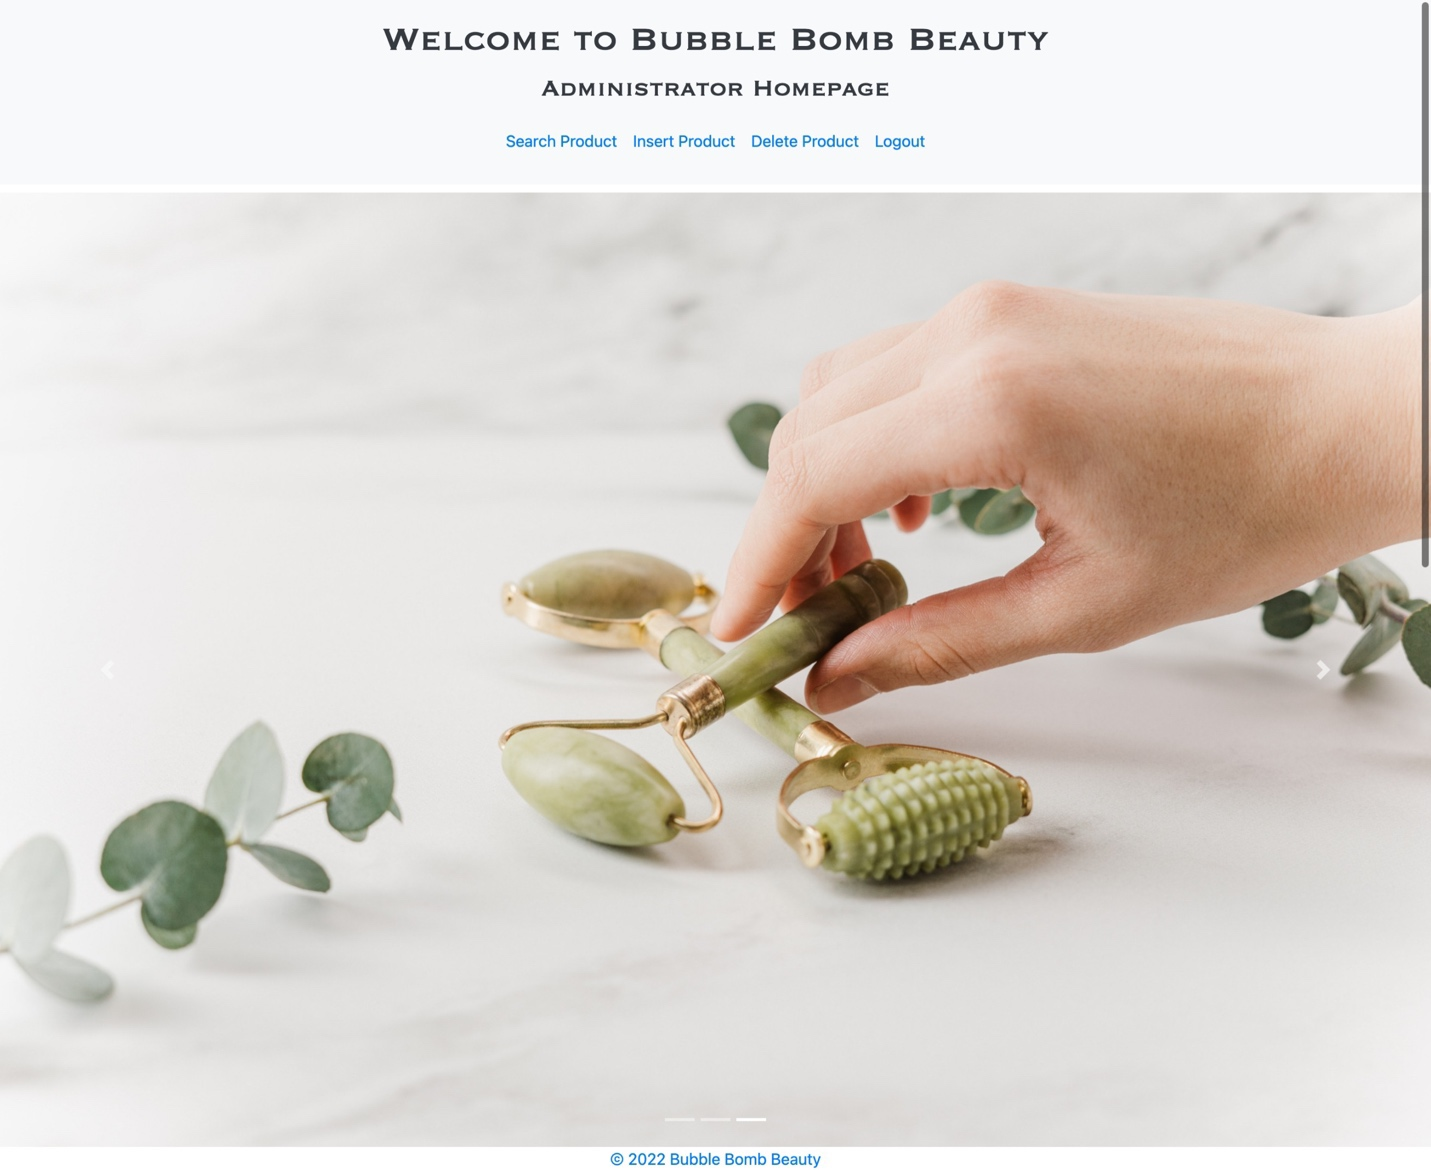 Welcome to Bubble Bomb Beauty
Administrator Homepage
Search Product Insert Product Delete Product Logout
© 2022 Bubble Bomb Beauty